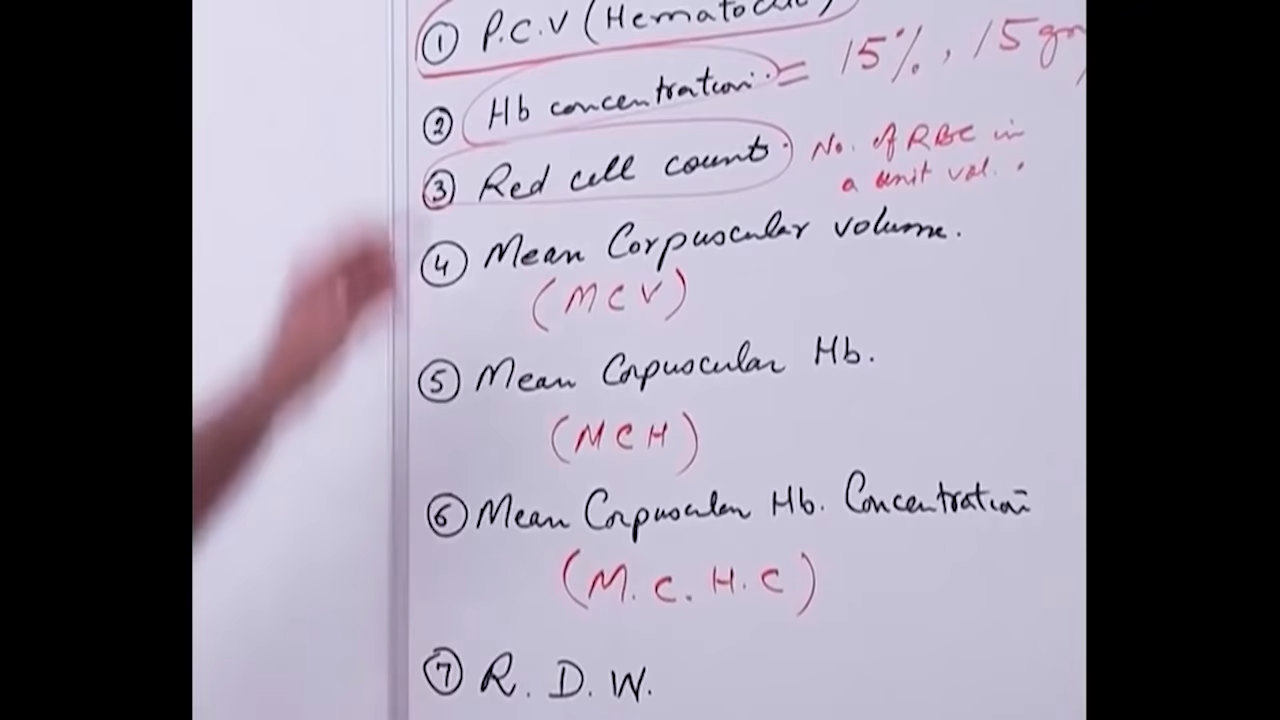 ① P.C.V (Hematocrit)
② Hb concentration. = 15%, 15 gm
③ Red cell counts. No. of RBC in
a unit vol.
④ Mean Corpuscular volume.
(MCV)
⑤ Mean Corpuscular Hb.
(MCH)
⑥ Mean Corpuscular Hb. Concentration
(M.C.H.C)
⑦ R. D. W.